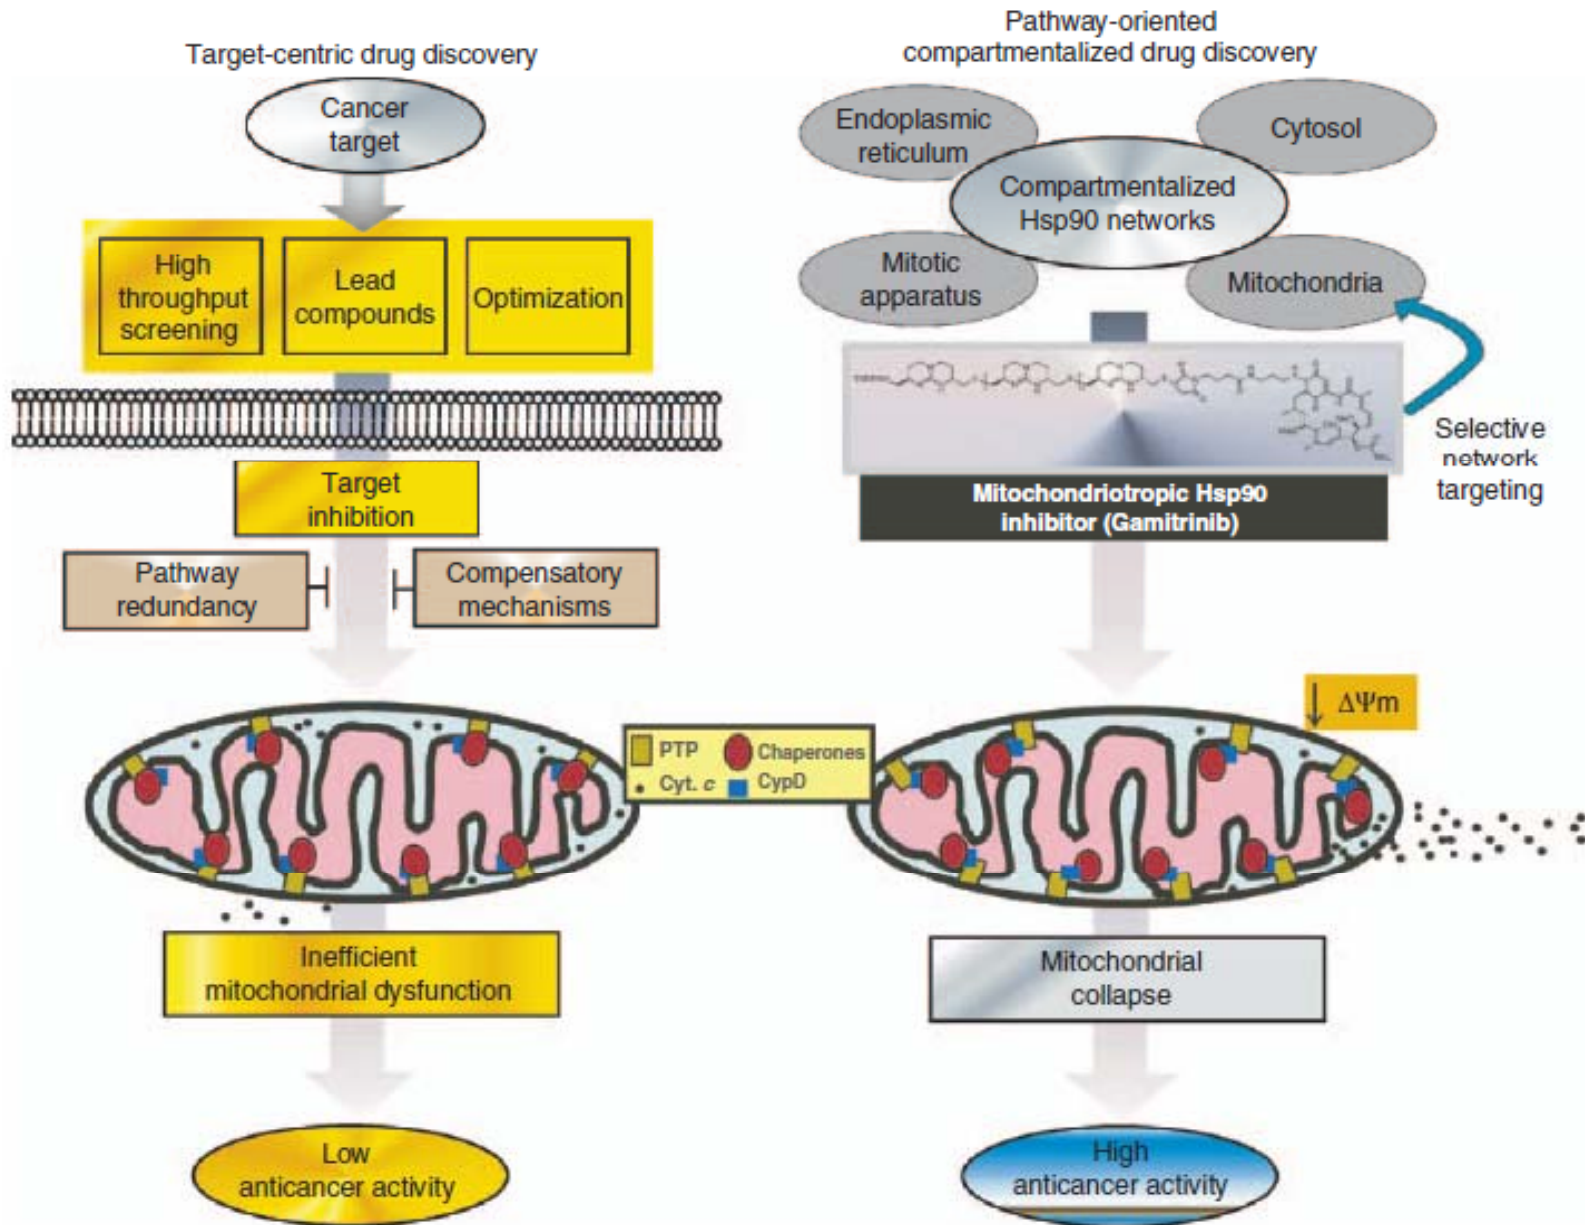 Target-centric drug discovery
Cancer
target
High
throughput
screening
Lead
compounds
Optimization
Target
inhibition
Pathway
redundancy
Compensatory
mechanisms
Inefficient
mitochondrial dysfunction
Low
anticancer activity
PTP
Chaperones
Cyt. c
CypD
Pathway-oriented
compartmentalized drug discovery
Endoplasmic
reticulum
Cytosol
Compartmentalized
Hsp90 networks
Mitotic
apparatus
Mitochondria
Selective
network
targeting
Mitochondriotropic Hsp90
inhibitor (Gamitrinib)
↓ ΔΨm
Mitochondrial
collapse
High
anticancer activity